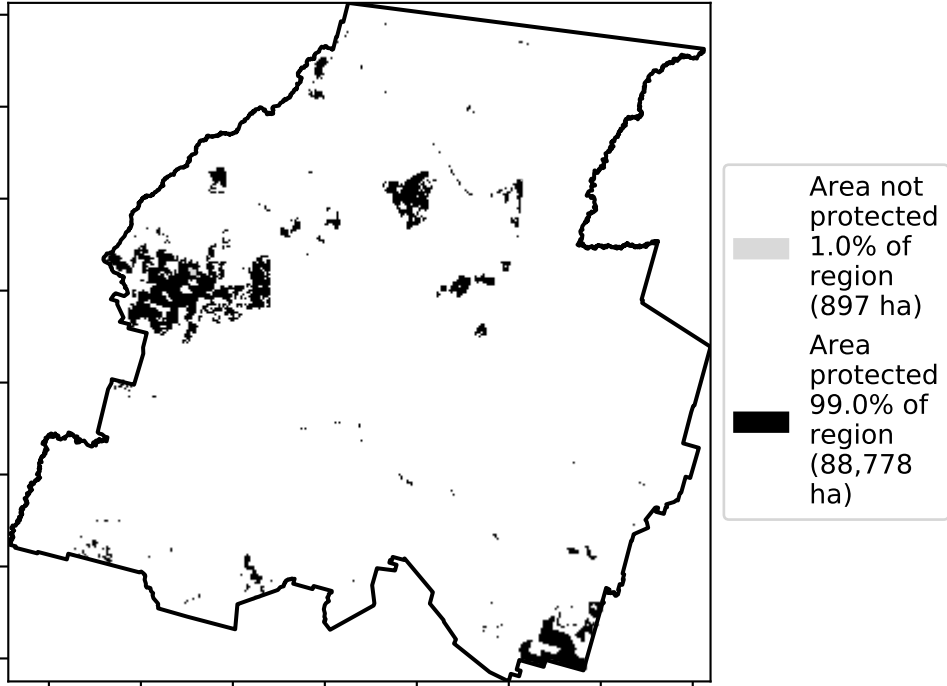 Area not
protected
1.0% of
region
(897 ha)
Area
protected
99.0% of
region
(88,778
ha)